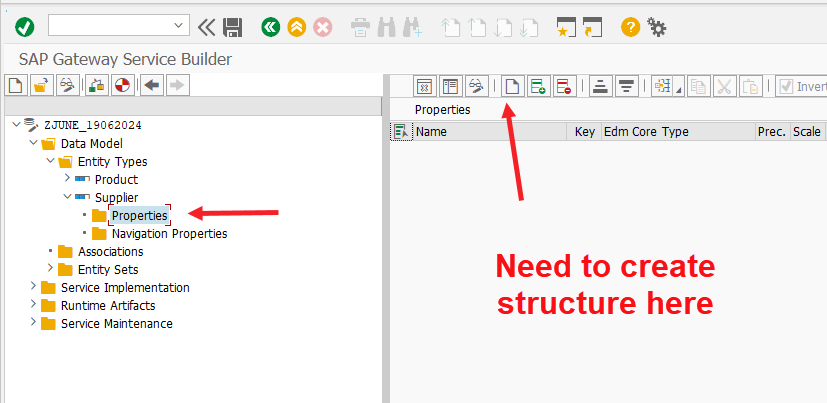 SAP Gateway Service Builder
Invert
Properties
ZJUNE_19062024
Name Key Edm Core Type Prec. Scale
Data Model
Entity Types
Product
Supplier
Properties
Navigation Properties
Associations
Entity Sets
Service Implementation
Runtime Artifacts
Service Maintenance
Need to create
structure here